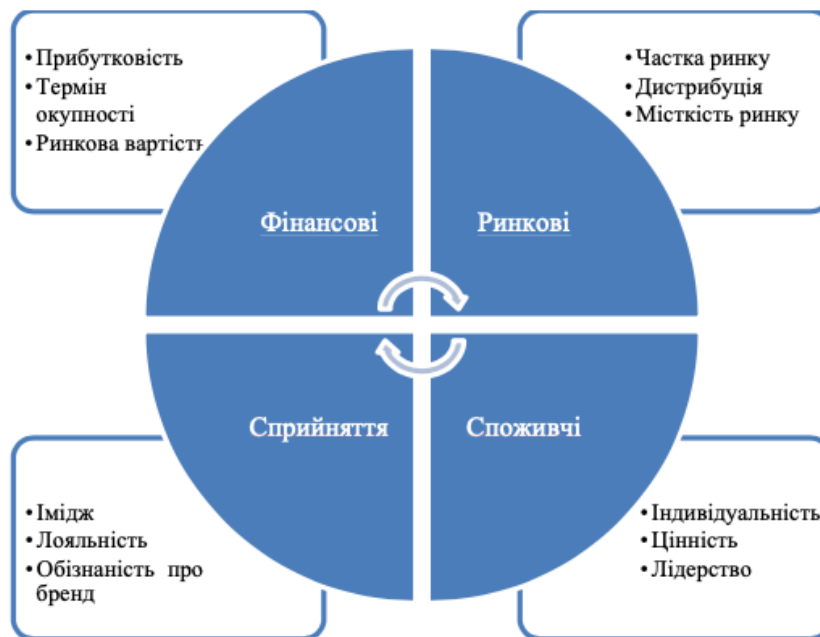 • Прибутковість
• Термін
окупності
• Ринкова вартість
• Частка ринку
• Дистрибуція
• Місткість ринку
Фінансові
Ринкові
Сприйняття
Споживчі
• Імідж
• Лояльність
• Обізнаність про
бренд
• Індивідуальність
• Цінність
• Лідерство